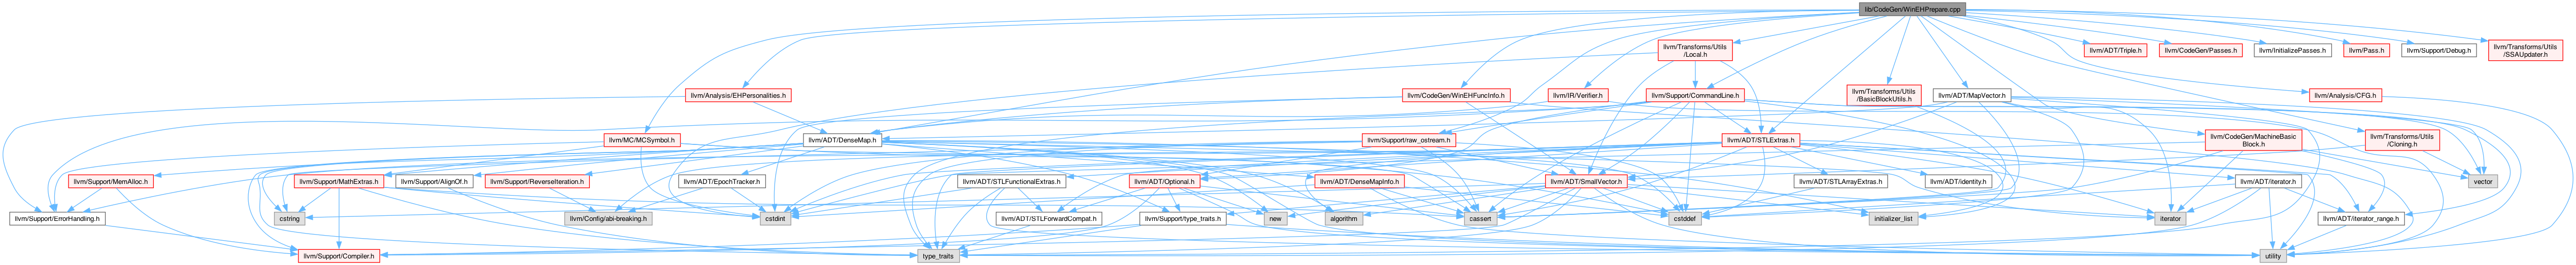 lib/CodeGen/WinEHPrepare.cpp
llvm/Transforms/Utils
/Local.h
llvm/ADT/Triple.h
llvm/CodeGen/Passes.h
llvm/InitializePasses.h
llvm/Pass.h
llvm/Support/Debug.h
llvm/Transforms/Utils
/SSAUpdater.h
llvm/Analysis/EHPersonalities.h
llvm/CodeGen/WinEHFuncInfo.h
llvm/IR/Verifier.h
llvm/Support/CommandLine.h
llvm/Transforms/Utils
/BasicBlockUtils.h
llvm/ADT/MapVector.h
llvm/Analysis/CFG.h
llvm/MC/MCSymbol.h
llvm/ADT/DenseMap.h
llvm/Support/raw_ostream.h
llvm/ADT/STLExtras.h
llvm/CodeGen/MachineBasic
Block.h
llvm/Transforms/Utils
/Cloning.h
llvm/Support/MemAlloc.h
llvm/Support/MathExtras.h
llvm/Support/AlignOf.h
llvm/Support/ReverseIteration.h
llvm/ADT/EpochTracker.h
llvm/ADT/STLFunctionalExtras.h
llvm/ADT/Optional.h
llvm/ADT/DenseMapInfo.h
llvm/ADT/SmallVector.h
llvm/ADT/STLArrayExtras.h
llvm/ADT/identity.h
llvm/ADT/iterator.h
vector
llvm/Support/ErrorHandling.h
cstring
llvm/Config/abi-breaking.h
cstdint
llvm/ADT/STLForwardCompat.h
llvm/Support/type_traits.h
new
algorithm
cassert
cstddef
initializer_list
iterator
llvm/ADT/iterator_range.h
llvm/Support/Compiler.h
type_traits
utility